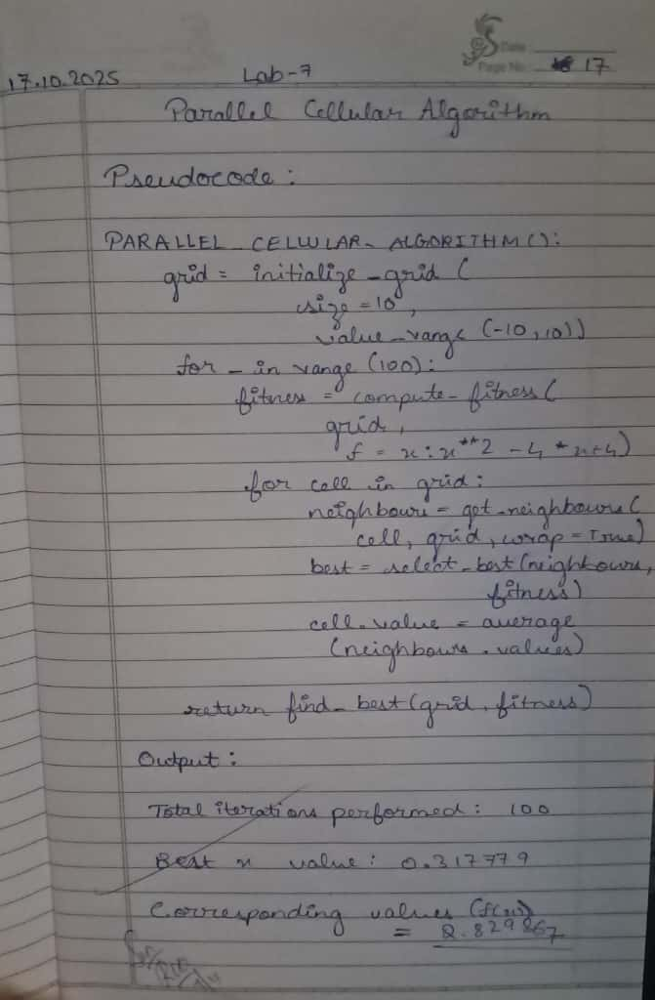 Date
Page No. 17
17.10.2025 Lab-7
Parallel Cellular Algorithm
Pseudocode:
PARALLEL_CELLULAR_ALGORITHM():
grid = initialize_grid(
size = 10,
value_range (-10, 10))
for _ in range (100):
fitness = compute_fitness(
grid,
f = x: x**2 - 4 * x + 4)
for cell in grid:
neighbours = get_neighbours(
cell, grid, wrap = True)
best = select_best(neighbours,
fitness)
cell.value = average
(neighbours.values)
return find_best(grid, fitness)
Output:
Total iterations performed: 100
Best x value: 0.317779
Corresponding values (f(x))
= 2.829867